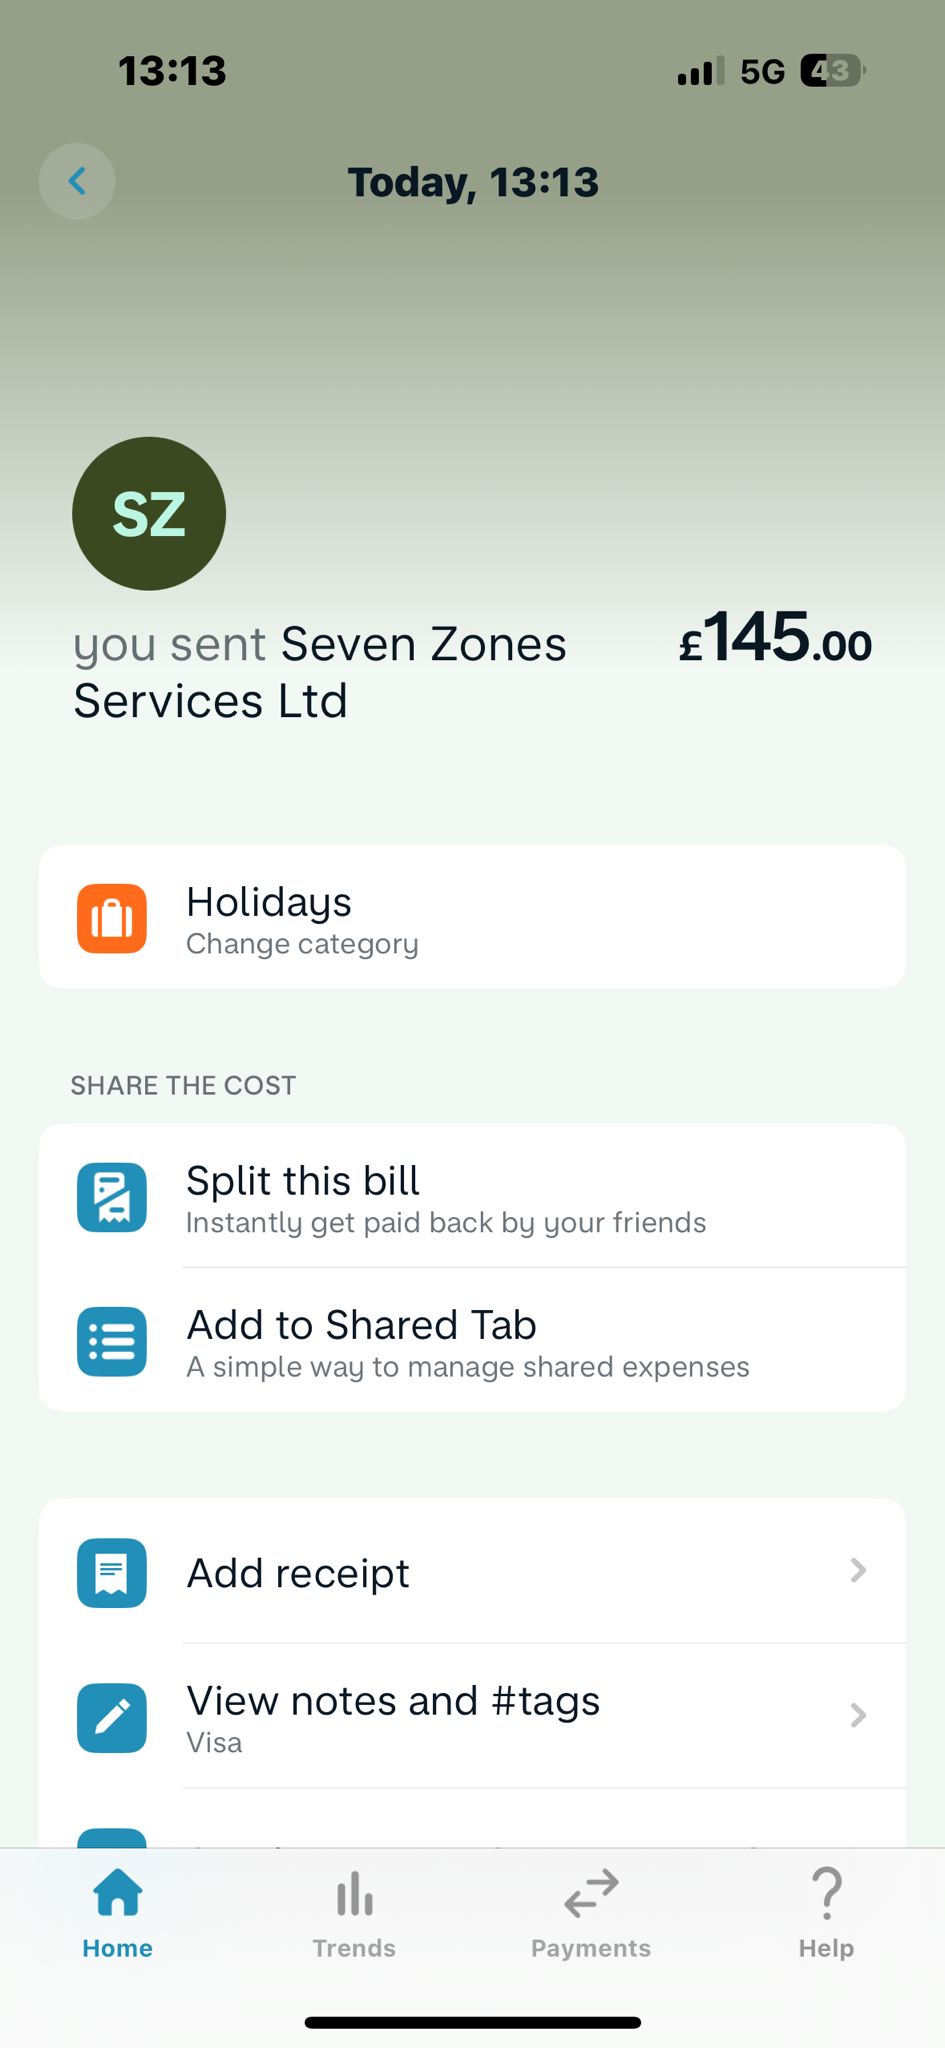 13:13
5G
43
Today, 13:13
SZ
you sent Seven Zones
Services Ltd
£145.00
Holidays
Change category
SHARE THE COST
Split this bill
Instantly get paid back by your friends
Add to Shared Tab
A simple way to manage shared expenses
Add receipt
View notes and #tags
Visa
Home
Trends
Payments
Help